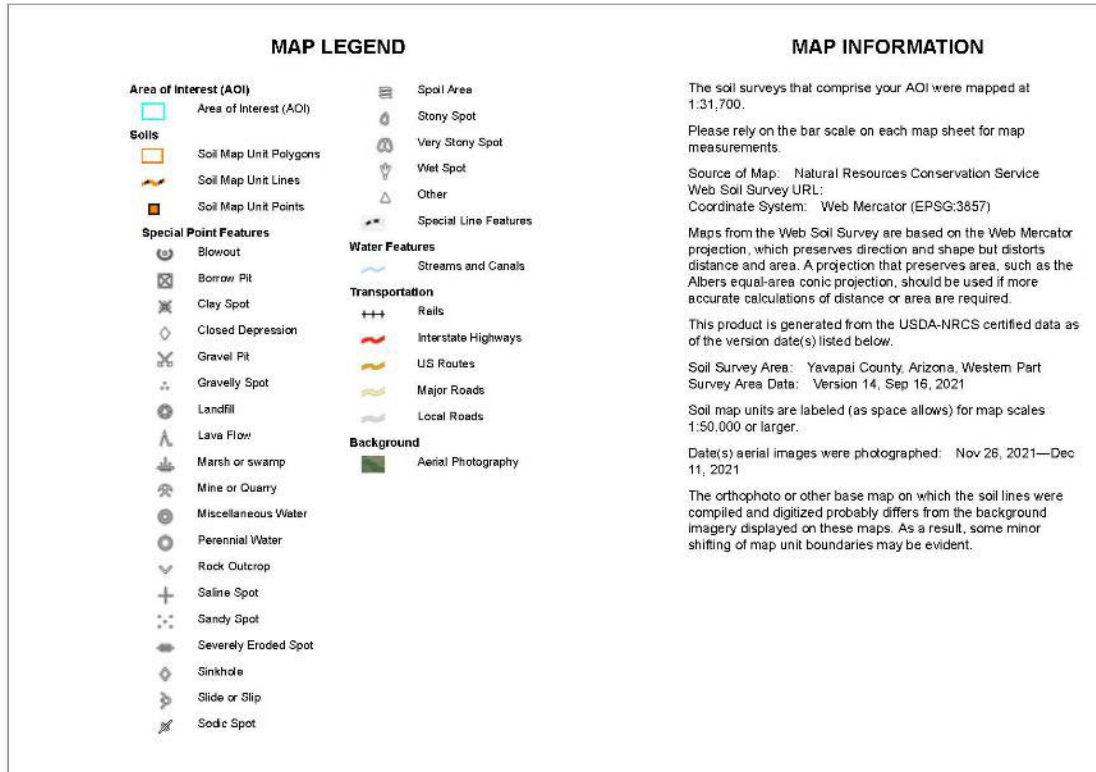 MAP LEGEND
Area of Interest (AOI)
Area of Interest (AOI)
Soils
Soil Map Unit Polygons
Soil Map Unit Lines
Soil Map Unit Points
Special Point Features
Blowout
Borrow Pit
Clay Spot
Closed Depression
Gravel Pit
Gravelly Spot
Landfill
Lava Flow
Marsh or swamp
Mine or Quarry
Miscellaneous Water
Perennial Water
Rock Outcrop
Saline Spot
Sandy Spot
Severely Eroded Spot
Sinkhole
Slide or Slip
Sodic Spot
Spoil Area
Stony Spot
Very Stony Spot
Wet Spot
Other
Special Line Features
Water Features
Streams and Canals
Transportation
Rails
Interstate Highways
US Routes
Major Roads
Local Roads
Background
Aerial Photography
MAP INFORMATION
The soil surveys that comprise your AOI were mapped at
1:31,700.
Please rely on the bar scale on each map sheet for map
measurements.
Source of Map: Natural Resources Conservation Service
Web Soil Survey URL:
Coordinate System: Web Mercator (EPSG:3857)
Maps from the Web Soil Survey are based on the Web Mercator
projection, which preserves direction and shape but distorts
distance and area. A projection that preserves area, such as the
Albers equal-area conic projection, should be used if more
accurate calculations of distance or area are required.
This product is generated from the USDA-NRCS certified data as
of the version date(s) listed below.
Soil Survey Area: Yavapai County, Arizona, Western Part
Survey Area Data: Version 14, Sep 16, 2021
Soil map units are labeled (as space allows) for map scales
1:50,000 or larger.
Date(s) aerial images were photographed: Nov 26, 2021—Dec
11, 2021
The orthophoto or other base map on which the soil lines were
compiled and digitized probably differs from the background
imagery displayed on these maps. As a result, some minor
shifting of map unit boundaries may be evident.